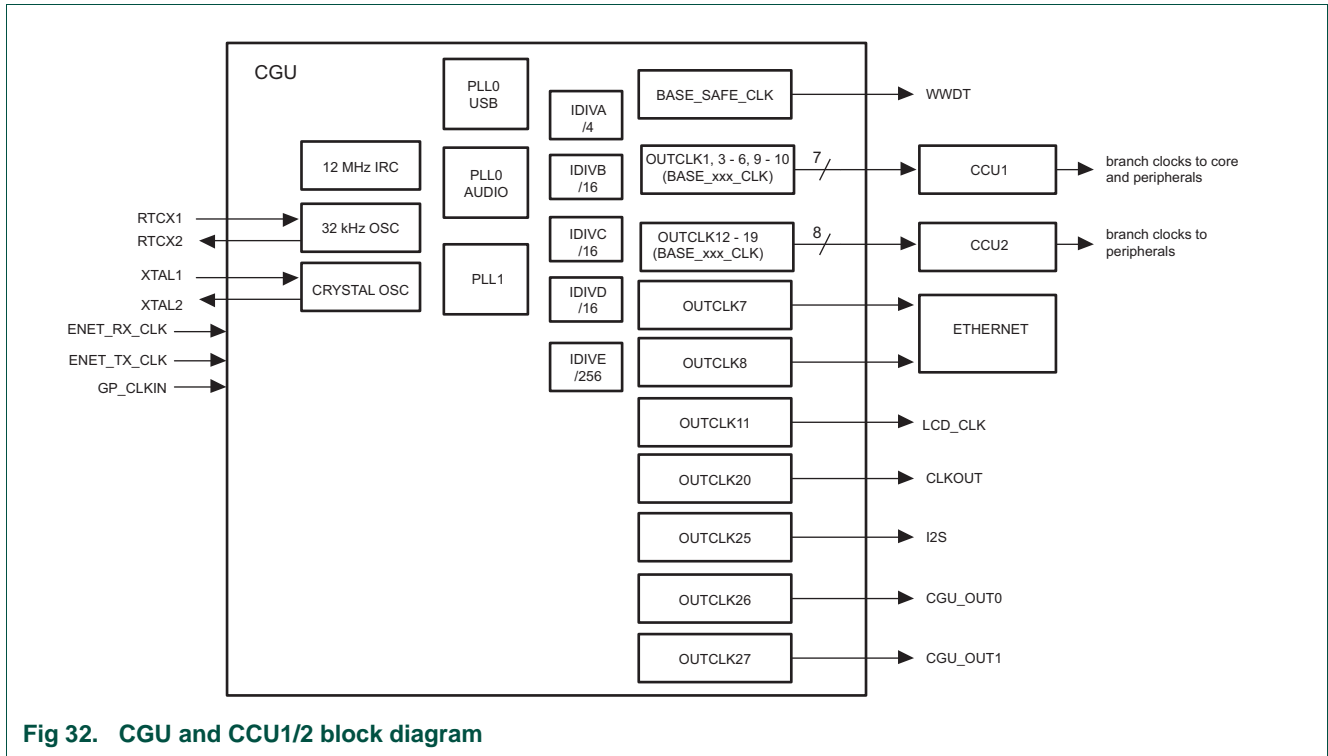 CGU
PLL0
USB
IDIVA
/4
BASE_SAFE_CLK
WWDT
12 MHz IRC
PLL0
AUDIO
IDIVB
/16
OUTCLK1, 3 - 6, 9 - 10
(BASE_xxx_CLK)
7
CCU1
branch clocks to core
and peripherals
RTCX1
RTCX2
32 kHz OSC
IDIVC
/16
OUTCLK12 - 19
(BASE_xxx_CLK)
8
CCU2
branch clocks to
peripherals
XTAL1
XTAL2
CRYSTAL OSC
PLL1
IDIVD
/16
OUTCLK7
ETHERNET
ENET_RX_CLK
ENET_TX_CLK
GP_CLKIN
IDIVE
/256
OUTCLK8
OUTCLK11
LCD_CLK
OUTCLK20
CLKOUT
OUTCLK25
I2S
OUTCLK26
CGU_OUT0
OUTCLK27
CGU_OUT1
Fig 32. CGU and CCU1/2 block diagram